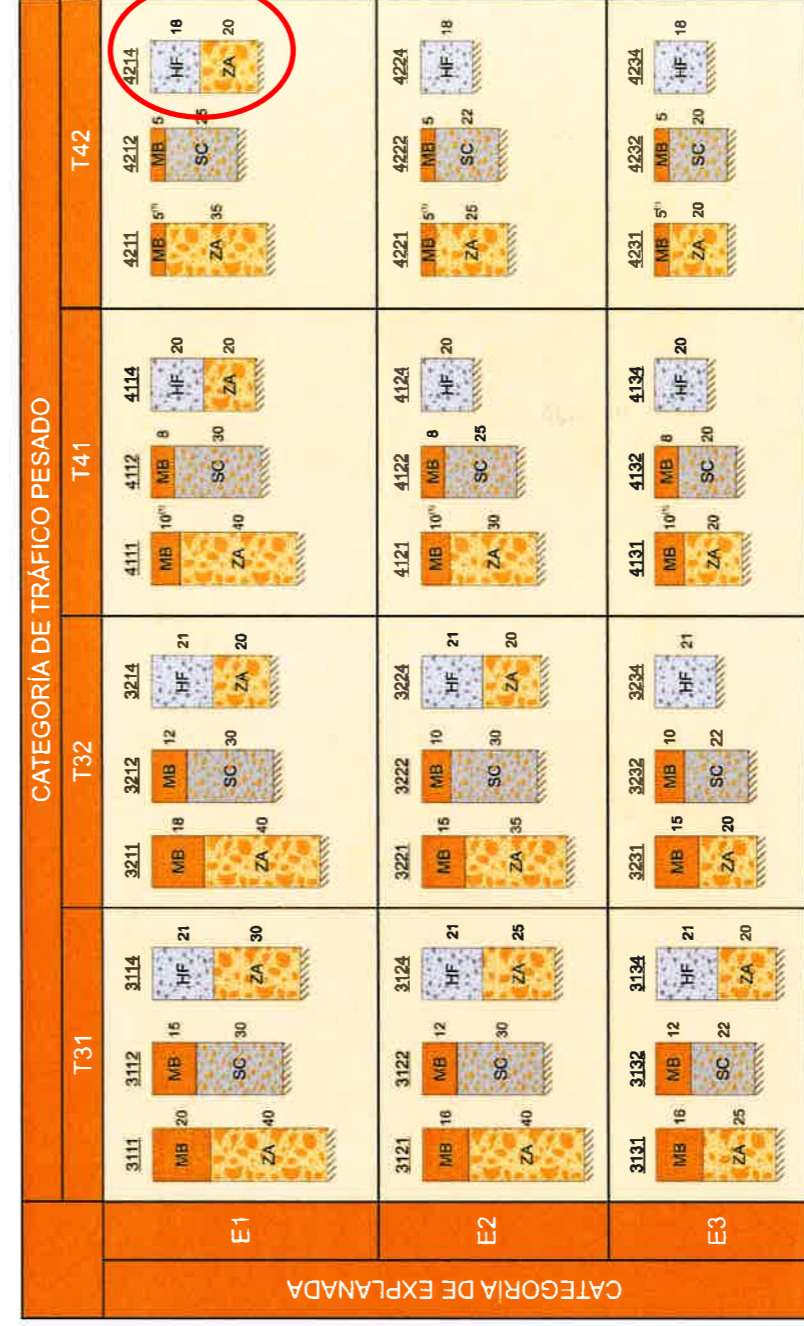 CATEGORÍA DE TRÁFICO PESADO
T31 T32 T41 T42
CATEGORÍA DE EXPLANADA
E1
3111 3112 3114 3211 3212 3214 4111 4112 4114 4211 4212 4214
MB 20 MB 15 HF 21 MB 18 MB 12 HF 21 MB 10⁽¹⁾ MB 8 HF 20 MB 5⁽¹⁾ MB 5 HF 18
ZA 40 SC 30 ZA 30 ZA 40 SC 30 ZA 20 ZA 40 SC 30 ZA 20 ZA 35 SC 25 ZA 20
E2
3121 3122 3124 3221 3222 3224 4121 4122 4124 4221 4222 4224
MB 16 MB 12 HF 21 MB 15 MB 10 HF 21 MB 10⁽¹⁾ MB 8 HF 20 MB 5⁽¹⁾ MB 5 HF 18
ZA 40 SC 30 ZA 25 ZA 35 SC 30 ZA 20 ZA 30 SC 25 ZA 25 SC 22
E3
3131 3132 3134 3231 3232 3234 4131 4132 4134 4231 4232 4234
MB 16 MB 12 HF 21 MB 15 MB 10 HF 21 MB 10⁽¹⁾ MB 8 HF 20 MB 5⁽¹⁾ MB 5 HF 18
ZA 25 SC 22 ZA 20 ZA 20 SC 22 ZA 20 SC 20 ZA 20 SC 20